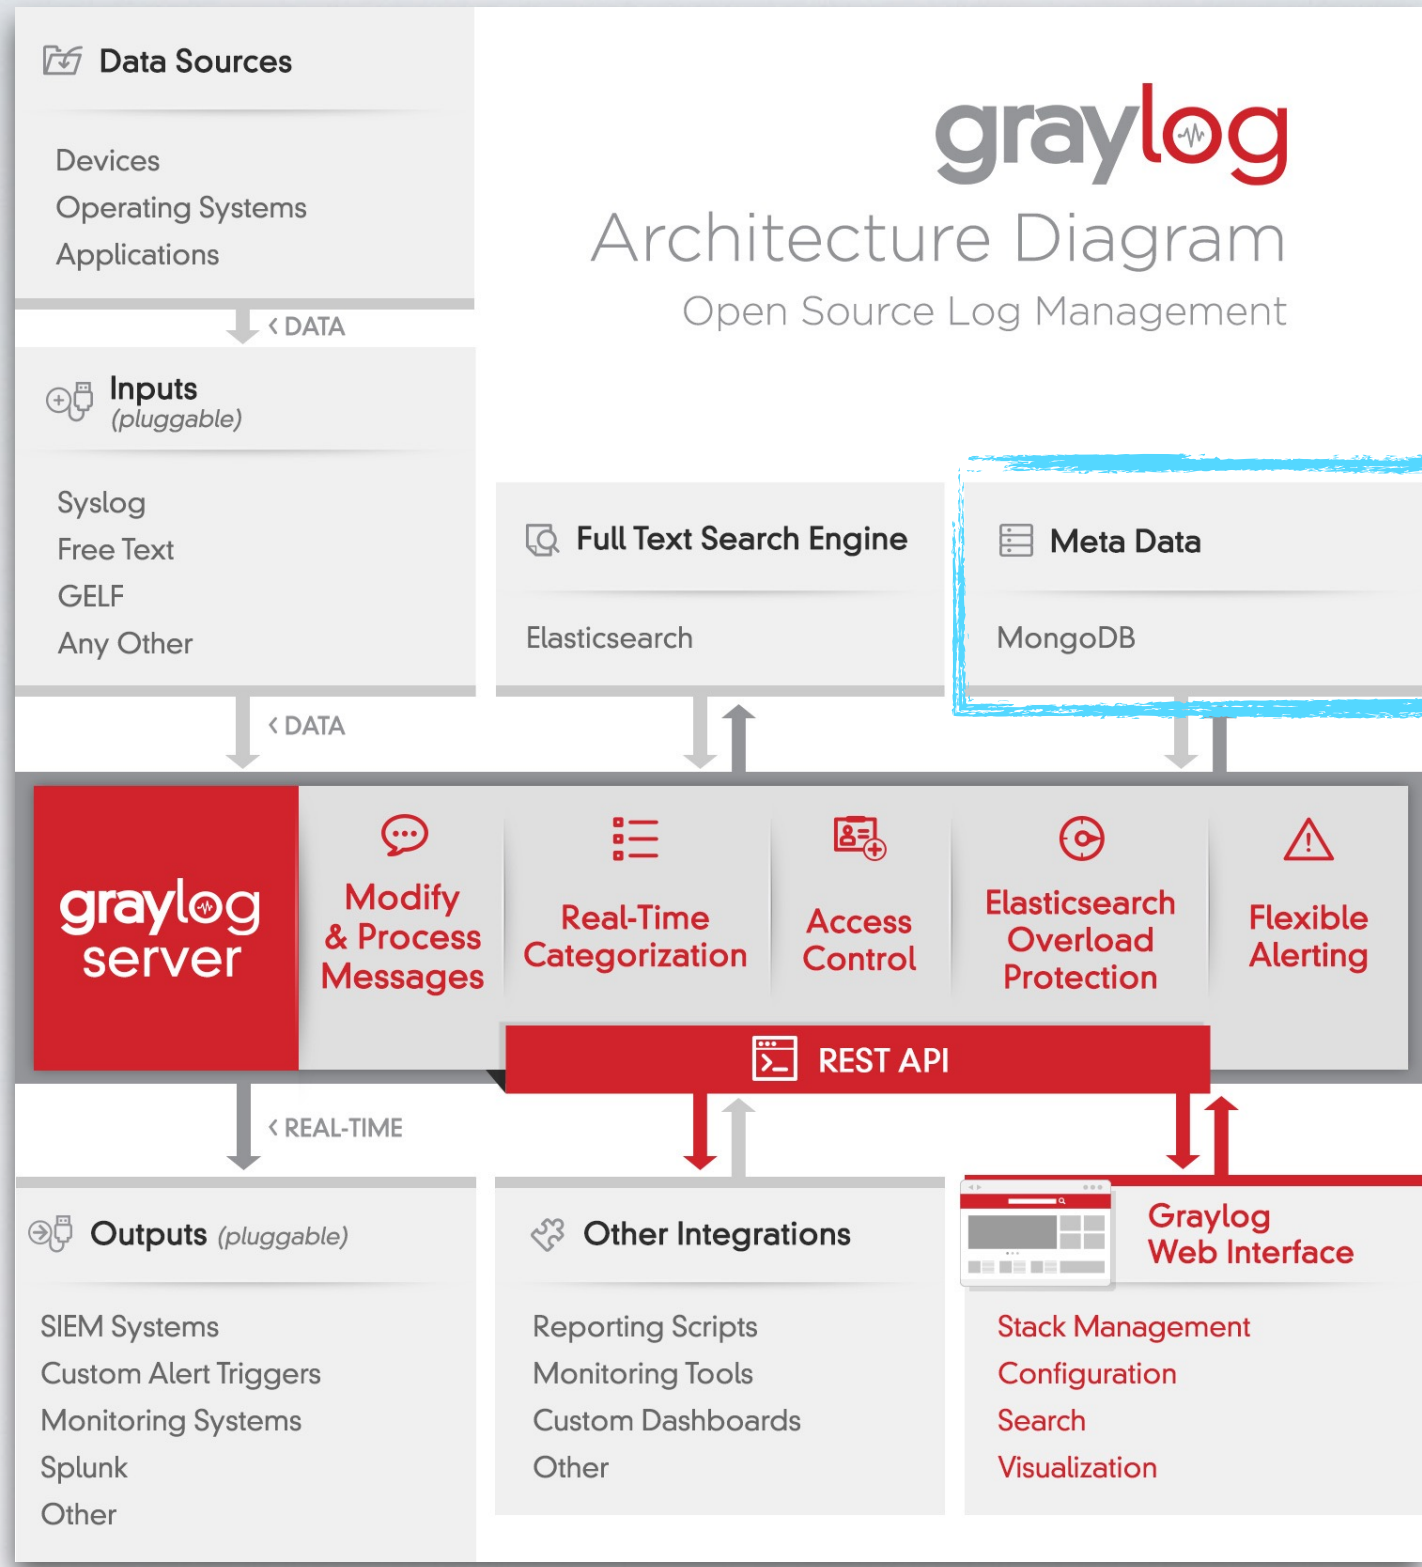 Data Sources
Devices
Operating Systems
Applications
graylog
Architecture Diagram
Open Source Log Management
< DATA
Inputs
(pluggable)
Syslog
Free Text
GELF
Any Other
Full Text Search Engine
Elasticsearch
Meta Data
MongoDB
< DATA
graylog
server
Modify
& Process
Messages
Real-Time
Categorization
Access
Control
Elasticsearch
Overload
Protection
Flexible
Alerting
REST API
< REAL-TIME
Outputs (pluggable)
SIEM Systems
Custom Alert Triggers
Monitoring Systems
Splunk
Other
Other Integrations
Reporting Scripts
Monitoring Tools
Custom Dashboards
Other
Graylog
Web Interface
Stack Management
Configuration
Search
Visualization